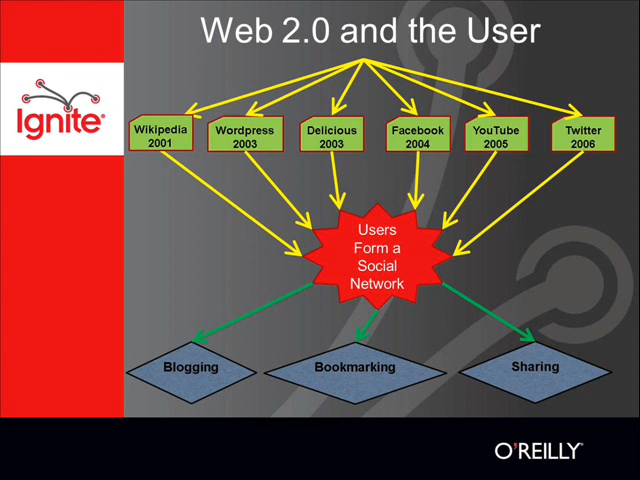 Web 2.0 and the User
Ignite
Wikipedia
2001
Wordpress
2003
Delicious
2003
Facebook
2004
YouTube
2005
Twitter
2006
Users
Form a
Social
Network
Blogging
Bookmarking
Sharing
O'REILLY